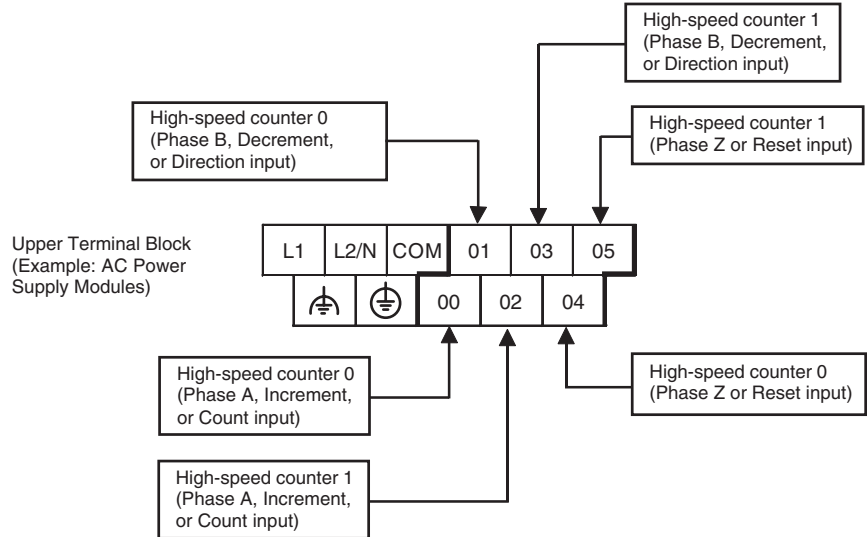 High-speed counter 1
(Phase B, Decrement,
or Direction input)
High-speed counter 0
(Phase B, Decrement,
or Direction input)
High-speed counter 1
(Phase Z or Reset input)
Upper Terminal Block
(Example: AC Power
Supply Modules)
L1 L2/N COM 01 03 05
00 02 04
High-speed counter 0
(Phase A, Increment,
or Count input)
High-speed counter 0
(Phase Z or Reset input)
High-speed counter 1
(Phase A, Increment,
or Count input)